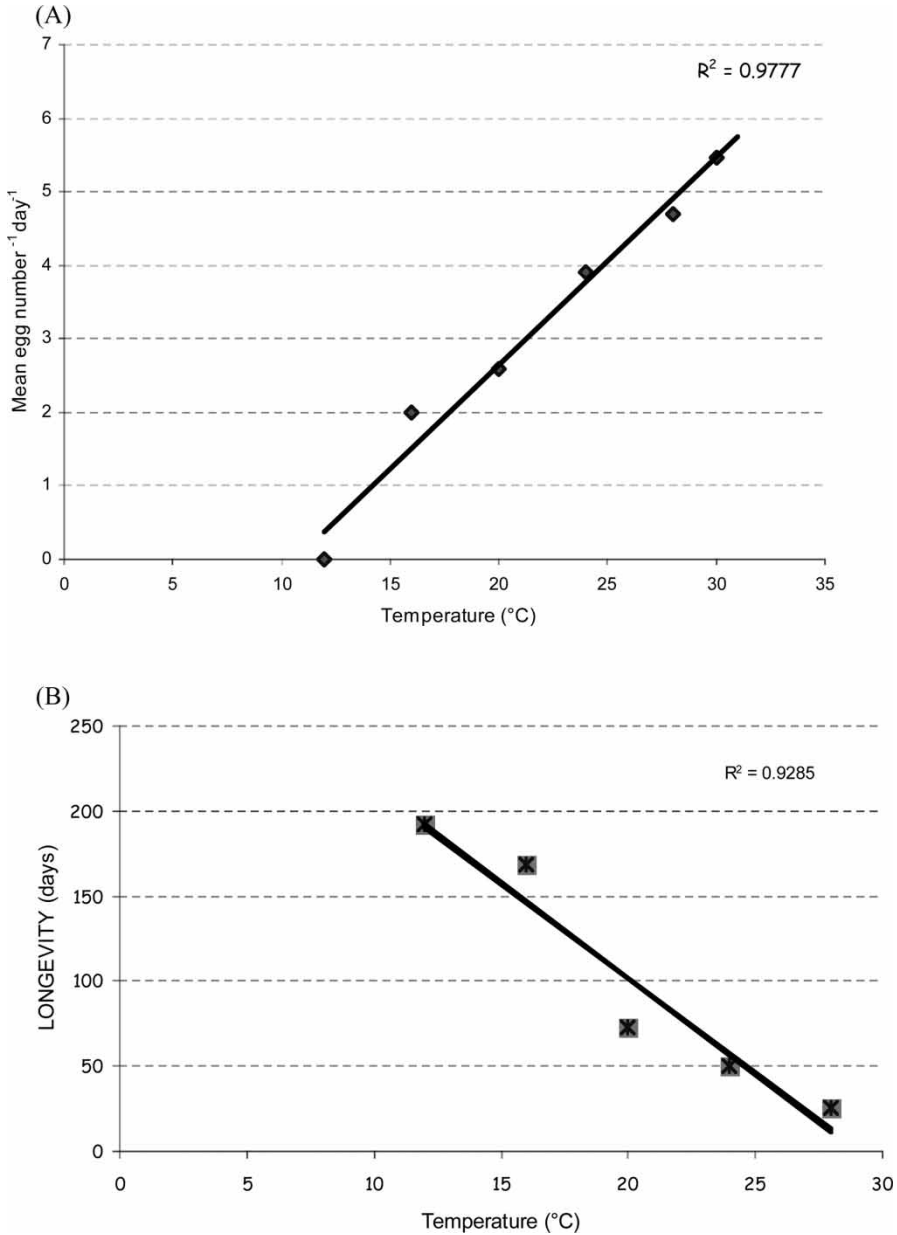 (A)
R² = 0.9777
7
6
5
4
3
2
1
0
0 5 10 15 20 25 30 35
Mean egg number ⁻¹ day⁻¹
Temperature (°C)
(B)
R² = 0.9285
250
200
150
100
50
0
0 5 10 15 20 25 30
LONGEVITY (days)
Temperature (°C)